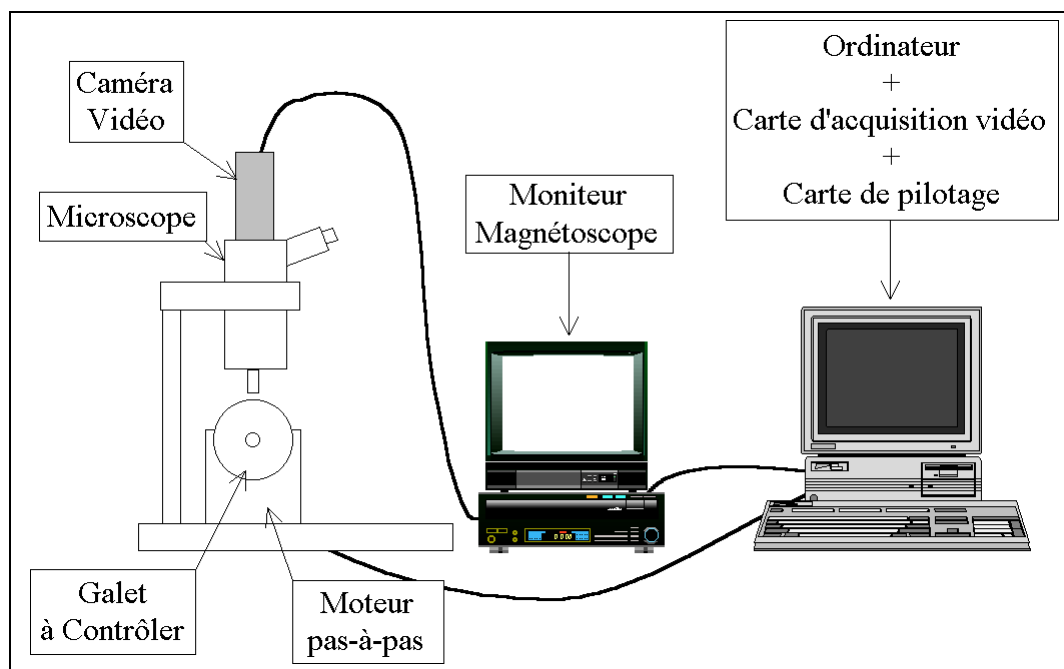 Caméra
Vidéo
Microscope
Moniteur
Magnétoscope
Ordinateur
+
Carte d'acquisition vidéo
+
Carte de pilotage
Galet
à Contrôler
Moteur
pas-à-pas